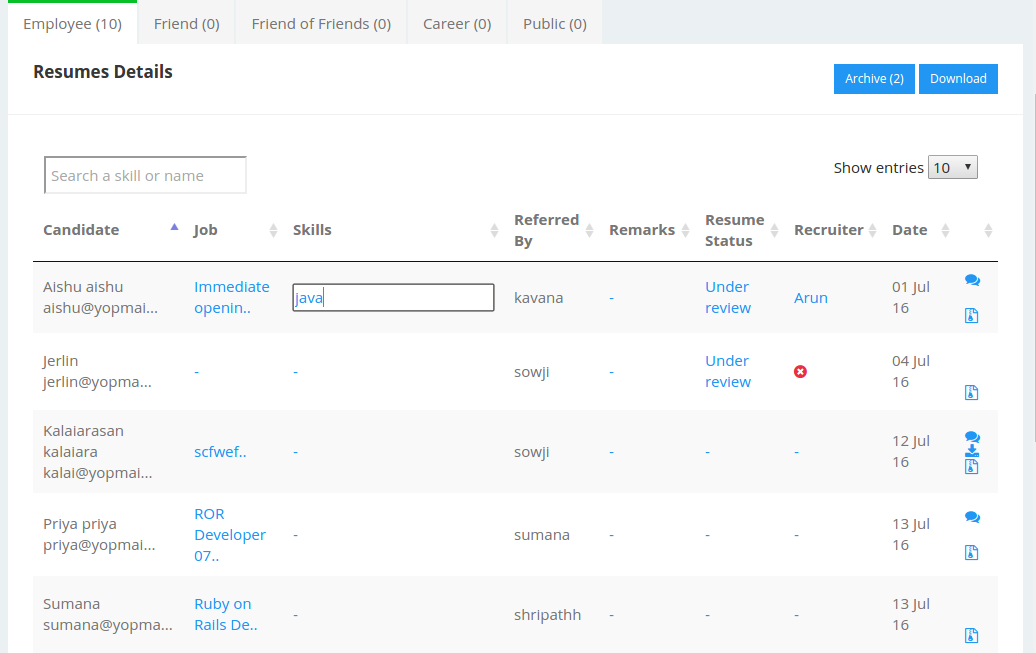 Employee (10) Friend (0) Friend of Friends (0) Career (0) Public (0)
Resumes Details
Archive (2) Download
Search a skill or name
Show entries 10
Candidate Job Skills Referred By Remarks Resume Status Recruiter Date
Aishu aishu
aishu@yopmai...
Immediate
openin..
java
kavana
-
Under
review
Arun
01 Jul
16
Jerlin
jerlin@yopma...
-
-
sowji
-
Under
review
04 Jul
16
Kalaiarasan
kalaiara
kalai@yopmai...
scfwef..
-
sowji
-
-
-
12 Jul
16
Priya priya
priya@yopmai...
ROR
Developer
07..
-
sumana
-
-
-
13 Jul
16
Sumana
sumana@yopma...
Ruby on
Rails De..
-
shripathh
-
-
-
13 Jul
16